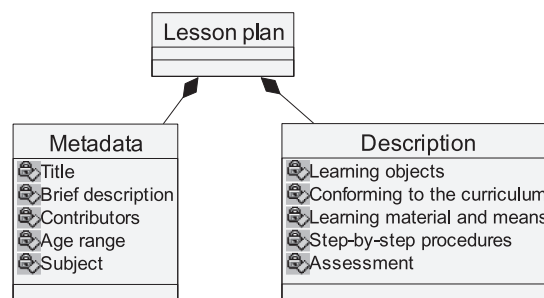 Lesson plan
Metadata
Title
Brief description
Contributors
Age range
Subject
Description
Learning objects
Conforming to the curriculum
Learning material and means
Step-by-step procedures
Assessment